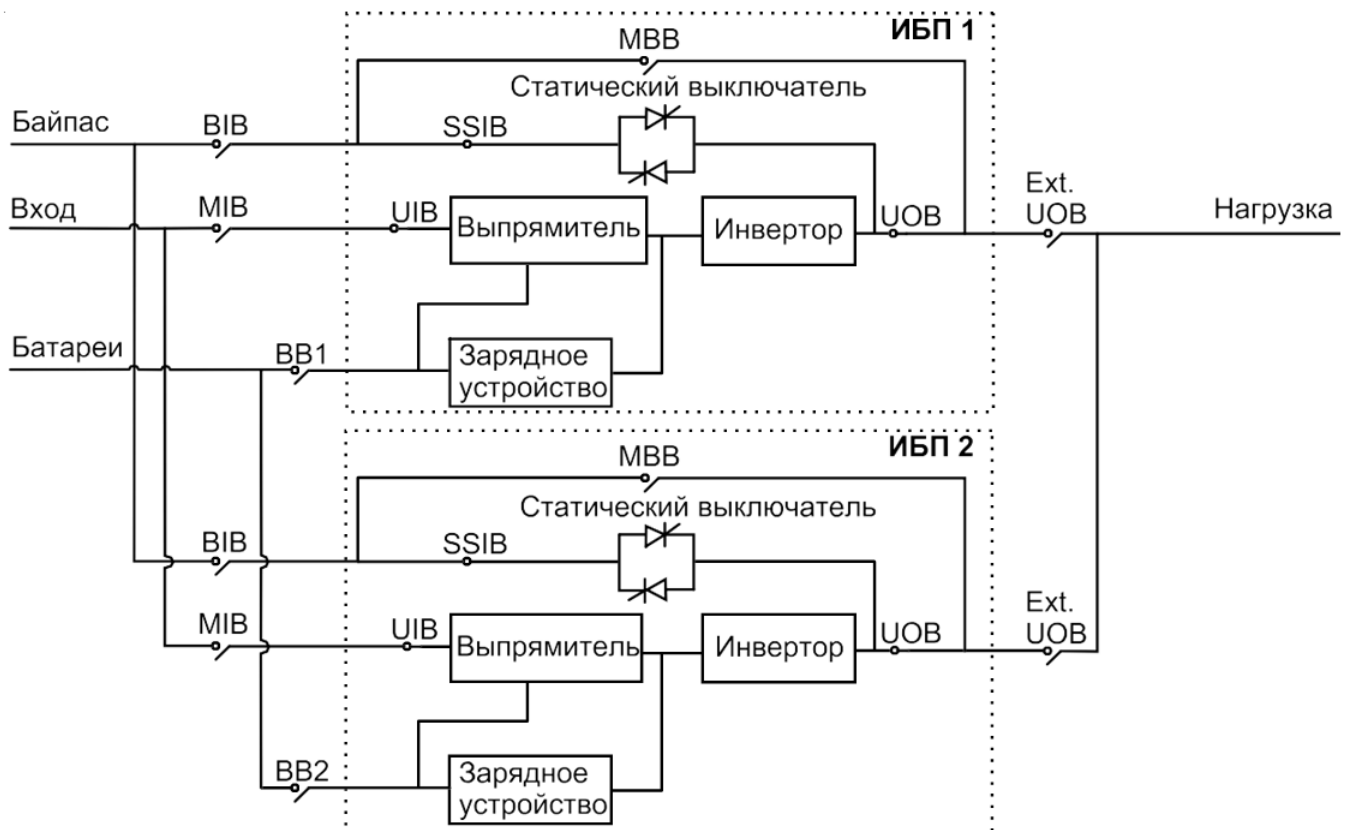 ИБП 1
MBB
Статический выключатель
Байпас
BIB
SSIB
Вход
MIB
UIB
Выпрямитель
Инвертор
UOB
Ext.
UOB
Нагрузка
Батареи
BB1
Зарядное
устройство
ИБП 2
MBB
Статический выключатель
BIB
SSIB
MIB
UIB
Выпрямитель
Инвертор
UOB
Ext.
UOB
BB2
Зарядное
устройство